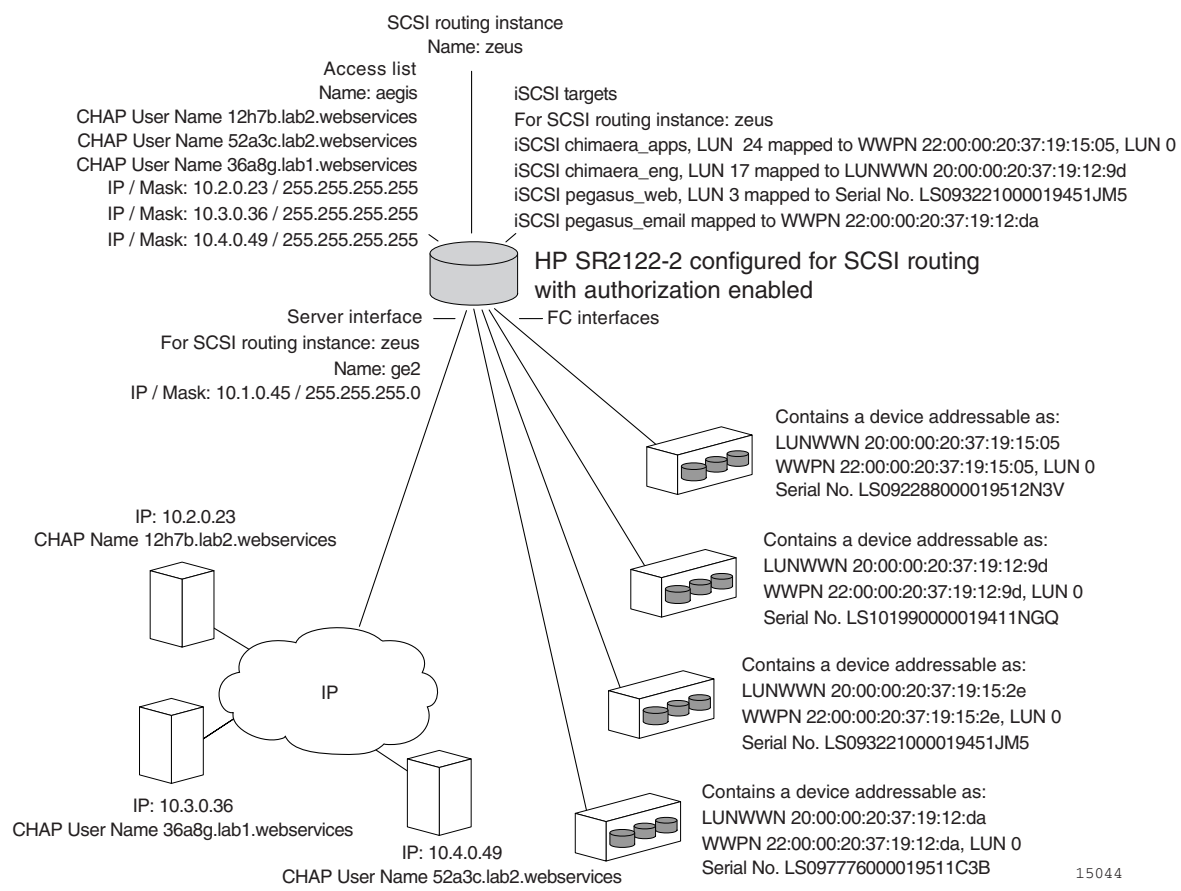 SCSI routing instance
Name: zeus
Access list
Name: aegis
CHAP User Name 12h7b.lab2.webservices
CHAP User Name 52a3c.lab2.webservices
CHAP User Name 36a8g.lab1.webservices
IP / Mask: 10.2.0.23 / 255.255.255.255
IP / Mask: 10.3.0.36 / 255.255.255.255
IP / Mask: 10.4.0.49 / 255.255.255.255
iSCSI targets
For SCSI routing instance: zeus
iSCSI chimaera_apps, LUN 24 mapped to WWPN 22:00:00:20:37:19:15:05, LUN 0
iSCSI chimaera_eng, LUN 17 mapped to LUNWWN 20:00:00:20:37:19:12:9d
iSCSI pegasus_web, LUN 3 mapped to Serial No. LS093221000019451JM5
iSCSI pegasus_email mapped to WWPN 22:00:00:20:37:19:12:da
HP SR2122-2 configured for SCSI routing
with authorization enabled
Server interface
FC interfaces
For SCSI routing instance: zeus
Name: ge2
IP / Mask: 10.1.0.45 / 255.255.255.0
Contains a device addressable as:
LUNWWN 20:00:00:20:37:19:15:05
WWPN 22:00:00:20:37:19:15:05, LUN 0
Serial No. LS092288000019512N3V
IP: 10.2.0.23
CHAP Name 12h7b.lab2.webservices
Contains a device addressable as:
LUNWWN 20:00:00:20:37:19:12:9d
WWPN 22:00:00:20:37:19:12:9d, LUN 0
Serial No. LS101990000019411NGQ
IP
Contains a device addressable as:
LUNWWN 20:00:00:20:37:19:15:2e
WWPN 22:00:00:20:37:19:15:2e, LUN 0
Serial No. LS093221000019451JM5
IP: 10.3.0.36
CHAP User Name 36a8g.lab1.webservices
IP: 10.4.0.49
CHAP User Name 52a3c.lab2.webservices
Contains a device addressable as:
LUNWWN 20:00:00:20:37:19:12:da
WWPN 22:00:00:20:37:19:12:da, LUN 0
Serial No. LS097776000019511C3B
15044